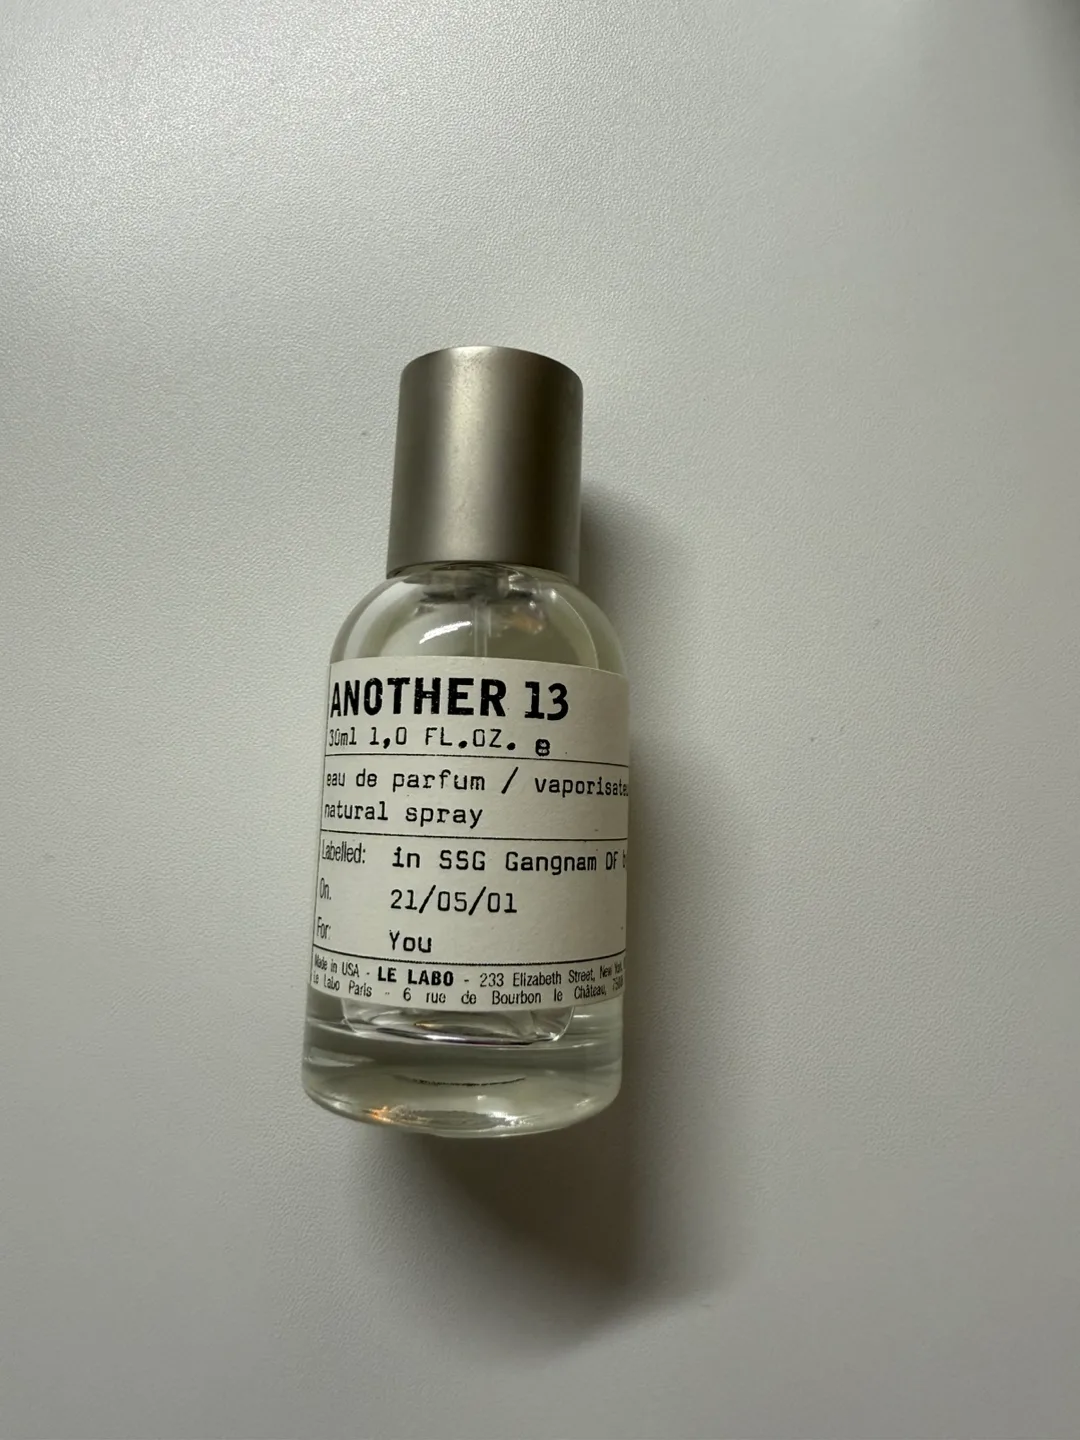 ANOTHER 13
30ml 1,0 FL.OZ. e
eau de parfum / vaporisate
natural spray
Labelled: in SSG Gangnam DF
On. 21/05/01
For: You
Made in USA - LE LABO - 233 Elizabeth Street, New
Le Labo Paris - 6 rue de Bourbon le Château,